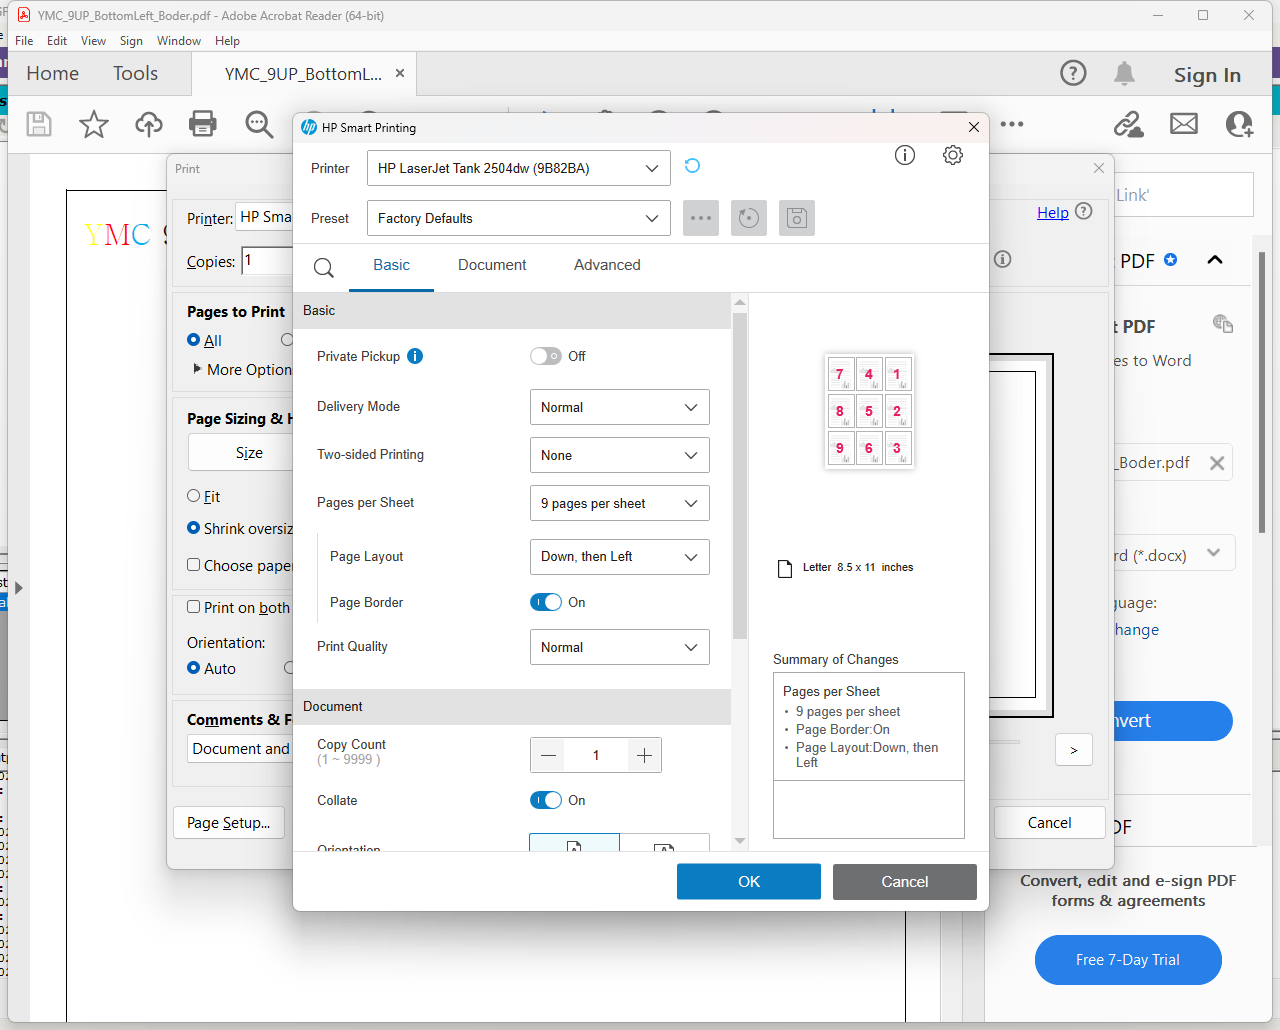 YMC_9UP_BottomLeft_Boder.pdf - Adobe Acrobat Reader (64-bit)
File Edit View Sign Window Help
Home Tools YMC_9UP_BottomL... × Sign In
HP Smart Printing
Print
Printer HP LaserJet Tank 2504dw (9B82BA)
Preset Factory Defaults
Basic Document Advanced
Basic
Private Pickup Off
Delivery Mode Normal
Two-sided Printing None
Pages per Sheet 9 pages per sheet
Page Layout Down, then Left
Page Border On
Print Quality Normal
Document
Copy Count 1
(1 ~ 9999 )
Collate On
Orientation
7 4 1
8 5 2
9 6 3
Letter 8.5 x 11 inches
Summary of Changes
Pages per Sheet
• 9 pages per sheet
• Page Border:On
• Page Layout:Down, then
Left
OK Cancel
YMC 9
Printer: HP Sma
Copies: 1
Pages to Print
All
More Option
Page Sizing & H
Size
Fit
Shrink oversiz
Choose pape
Print on both
Orientation:
Auto
Comments & F
Document and
Page Setup...
Help
>
Cancel
Link'
PDF
t PDF
es to Word
_Boder.pdf
rd (*.docx)
guage:
hange
nvert
DF
Convert, edit and e-sign PDF
forms & agreements
Free 7-Day Trial